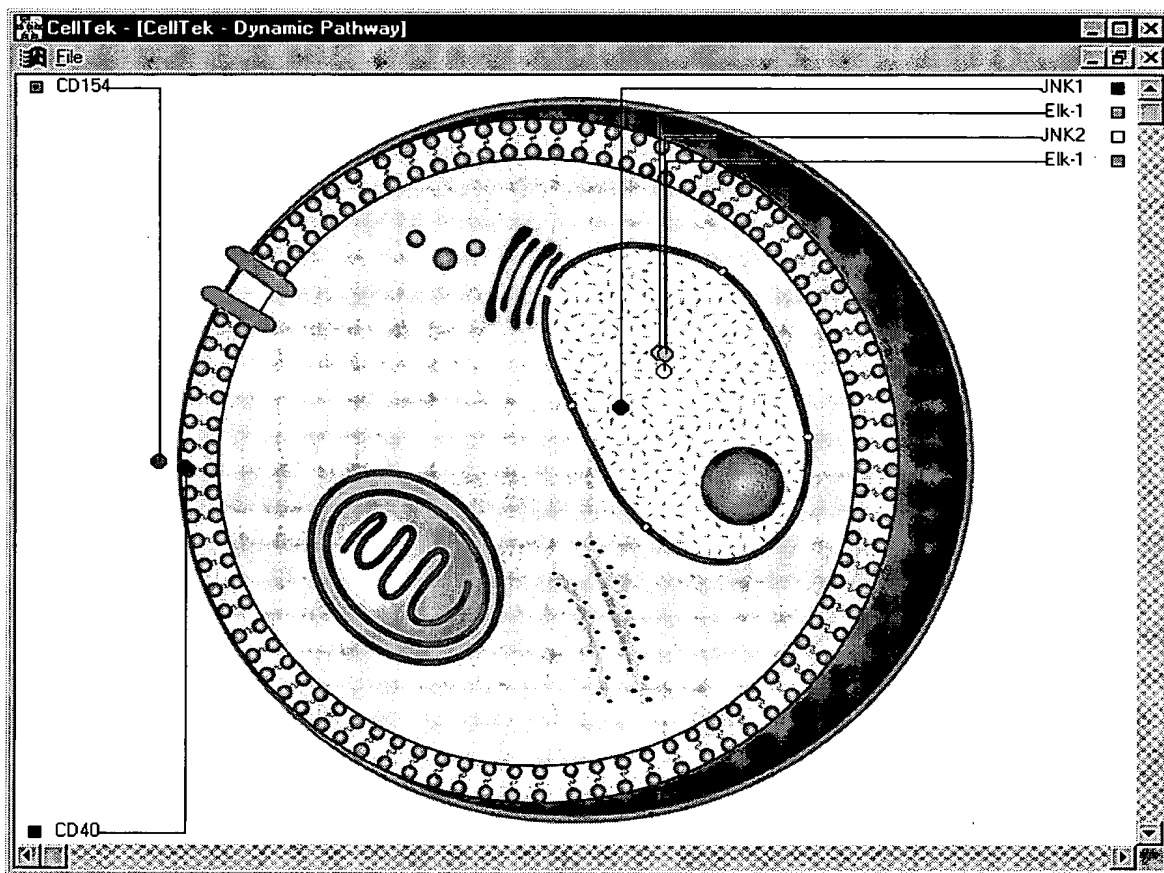 CellTek - [CellTek - Dynamic Pathway]
File
CD154
JNK1
Elk-1
JNK2
Elk-1
CD40